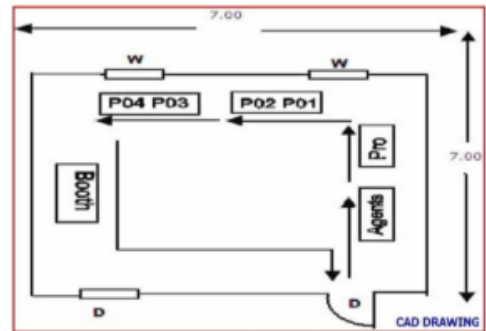 7.00
W
W
P04 P03
P02 P01
Pro
7.00
Booth
Agents
D
D
CAD DRAWING